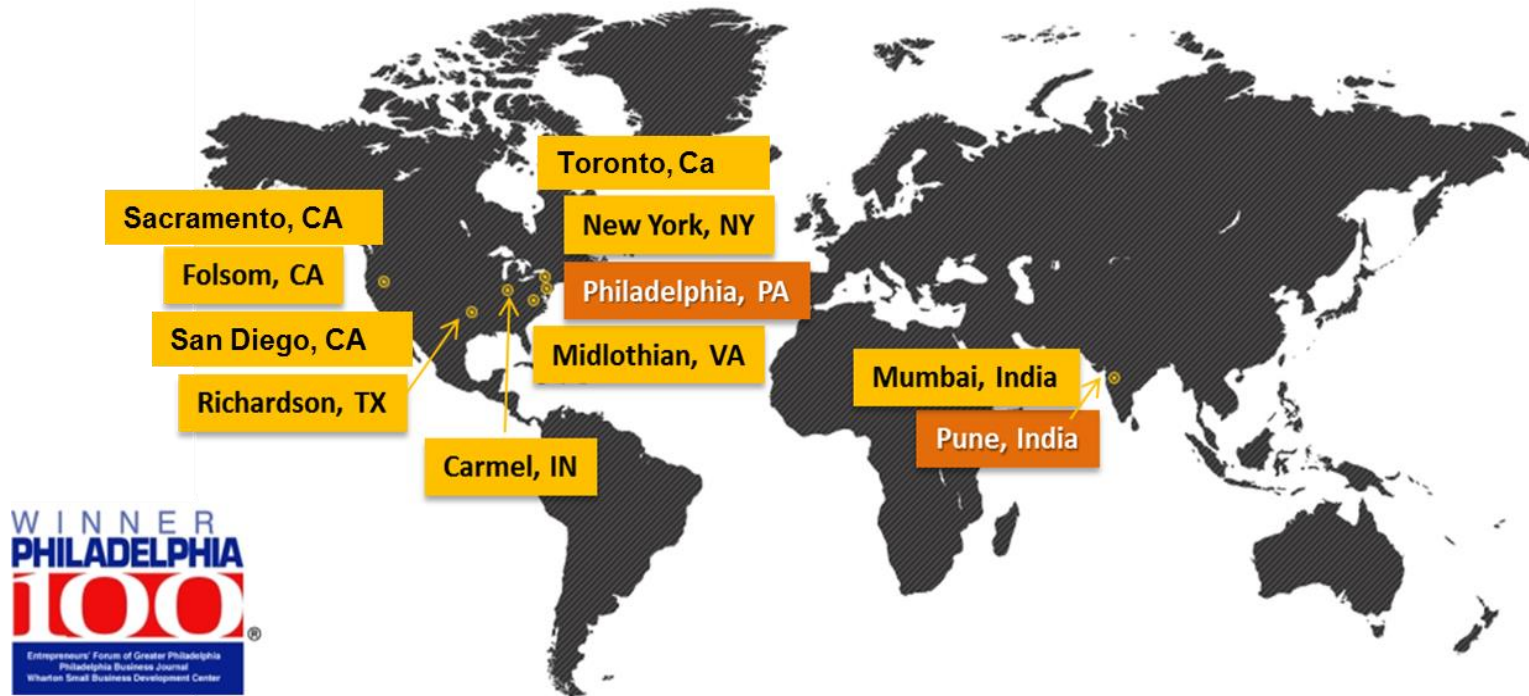 Toronto, Ca
Sacramento, CA
New York, NY
Folsom, CA
Philadelphia, PA
San Diego, CA
Midlothian, VA
Mumbai, India
Richardson, TX
Pune, India
Carmel, IN
WINNER
PHILADELPHIA
100®
Entrepreneurs' Forum of Greater Philadelphia
Philadelphia Business Journal
Wharton Small Business Development Center